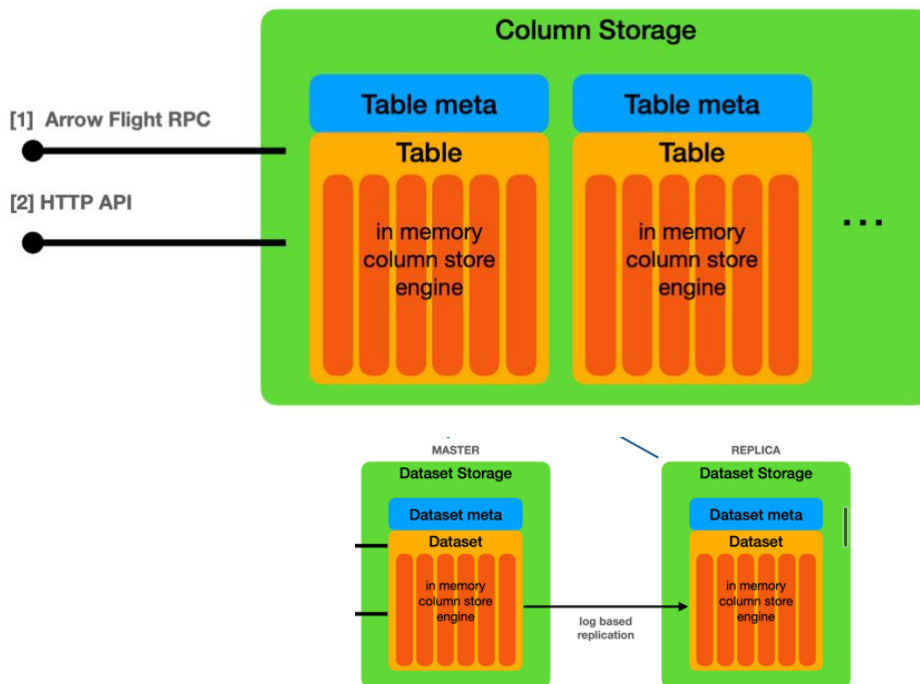 Column Storage
[1] Arrow Flight RPC
[2] HTTP API
Table meta
Table
in memory
column store
engine
Table meta
Table
in memory
column store
engine
...
MASTER
Dataset Storage
Dataset meta
Dataset
in memory
column store
engine
log based
replication
REPLICA
Dataset Storage
Dataset meta
Dataset
in memory
column store
engine